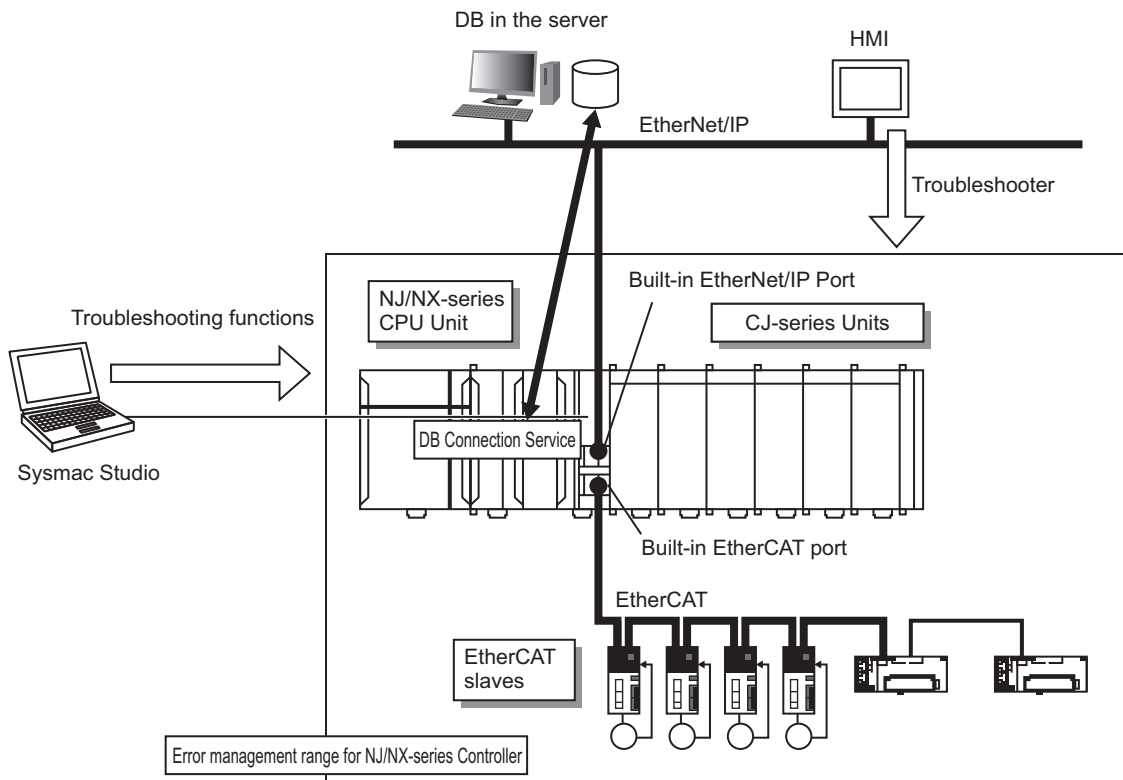 DB in the server
HMI
EtherNet/IP
Troubleshooter
Built-in EtherNet/IP Port
NJ/NX-series
CPU Unit
CJ-series Units
Troubleshooting functions
DB Connection Service
Sysmac Studio
Built-in EtherCAT port
EtherCAT
EtherCAT
slaves
Error management range for NJ/NX-series Controller